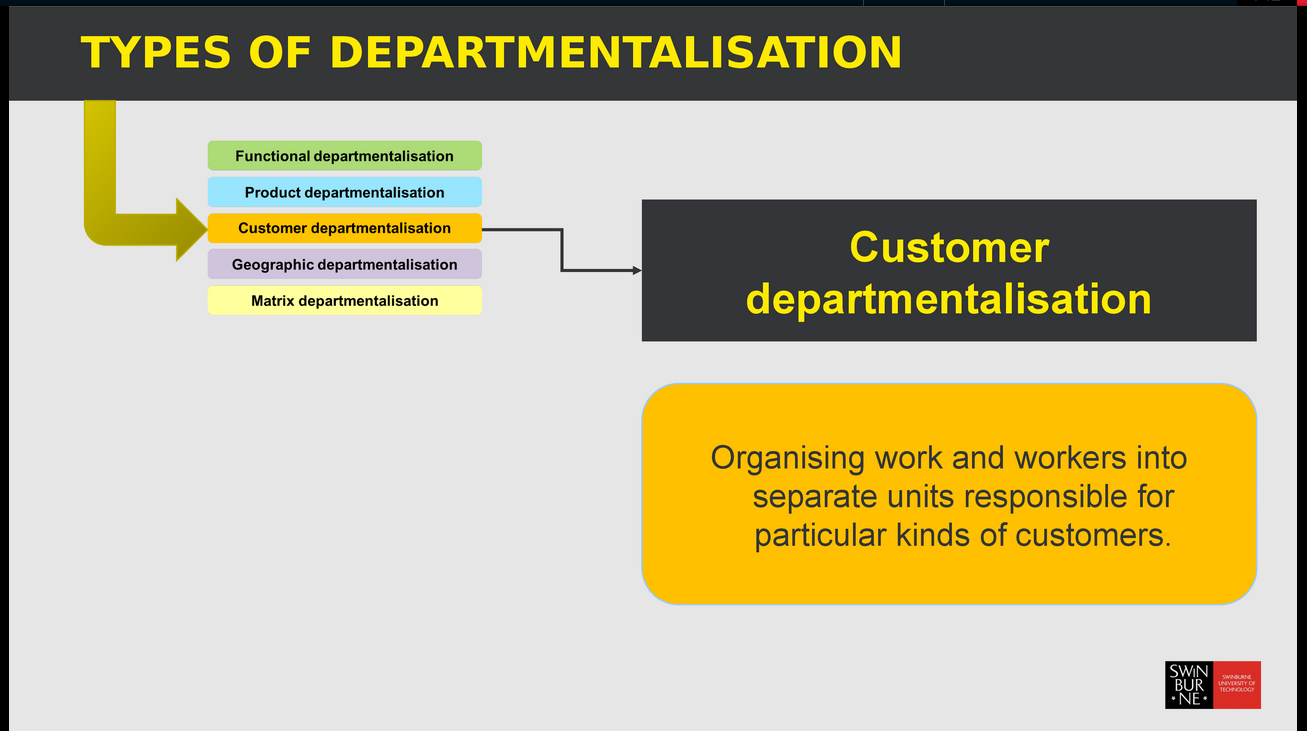 TYPES OF DEPARTMENTALISATION
Functional departmentalisation
Product departmentalisation
Customer departmentalisation
Geographic departmentalisation
Matrix departmentalisation
Customer
departmentalisation
Organising work and workers into
separate units responsible for
particular kinds of customers.
SWIN
BUR
NE
SWINBURNE
UNIVERSITY OF
TECHNOLOGY